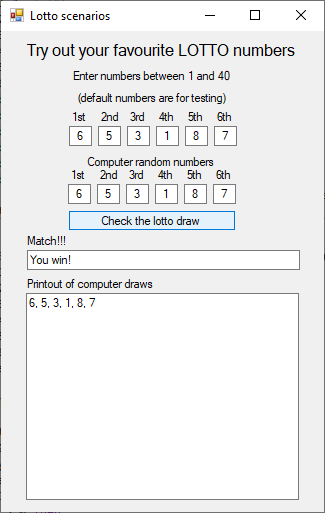 Lotto scenarios
Try out your favourite LOTTO numbers
Enter numbers between 1 and 40
(default numbers are for testing)
1st 2nd 3rd 4th 5th 6th
6 5 3 1 8 7
Computer random numbers
1st 2nd 3rd 4th 5th 6th
6 5 3 1 8 7
Check the lotto draw
Match!!!
You win!
Printout of computer draws
6, 5, 3, 1, 8, 7